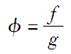 ϕ = f/g